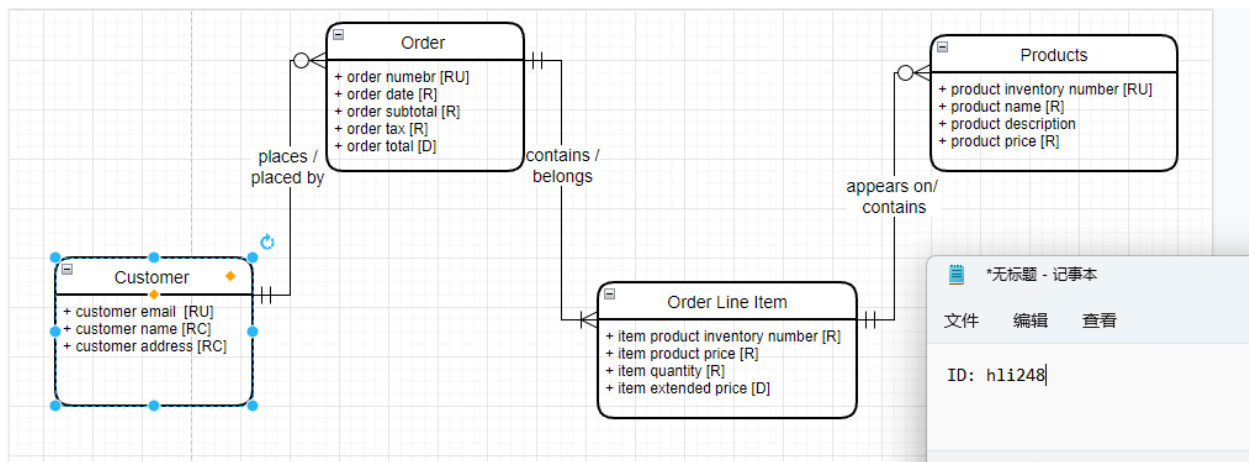 Order
+ order numebr [RU]
+ order date [R]
+ order subtotal [R]
+ order tax [R]
+ order total [D]
Products
+ product inventory number [RU]
+ product name [R]
+ product description
+ product price [R]
places /
placed by
contains /
belongs
appears on/
contains
Customer
+ customer email [RU]
+ customer name [RC]
+ customer address [RC]
Order Line Item
+ item product inventory number [R]
+ item product price [R]
+ item quantity [R]
+ item extended price [D]
*无标题 - 记事本
文件 编辑 查看
ID: hli248